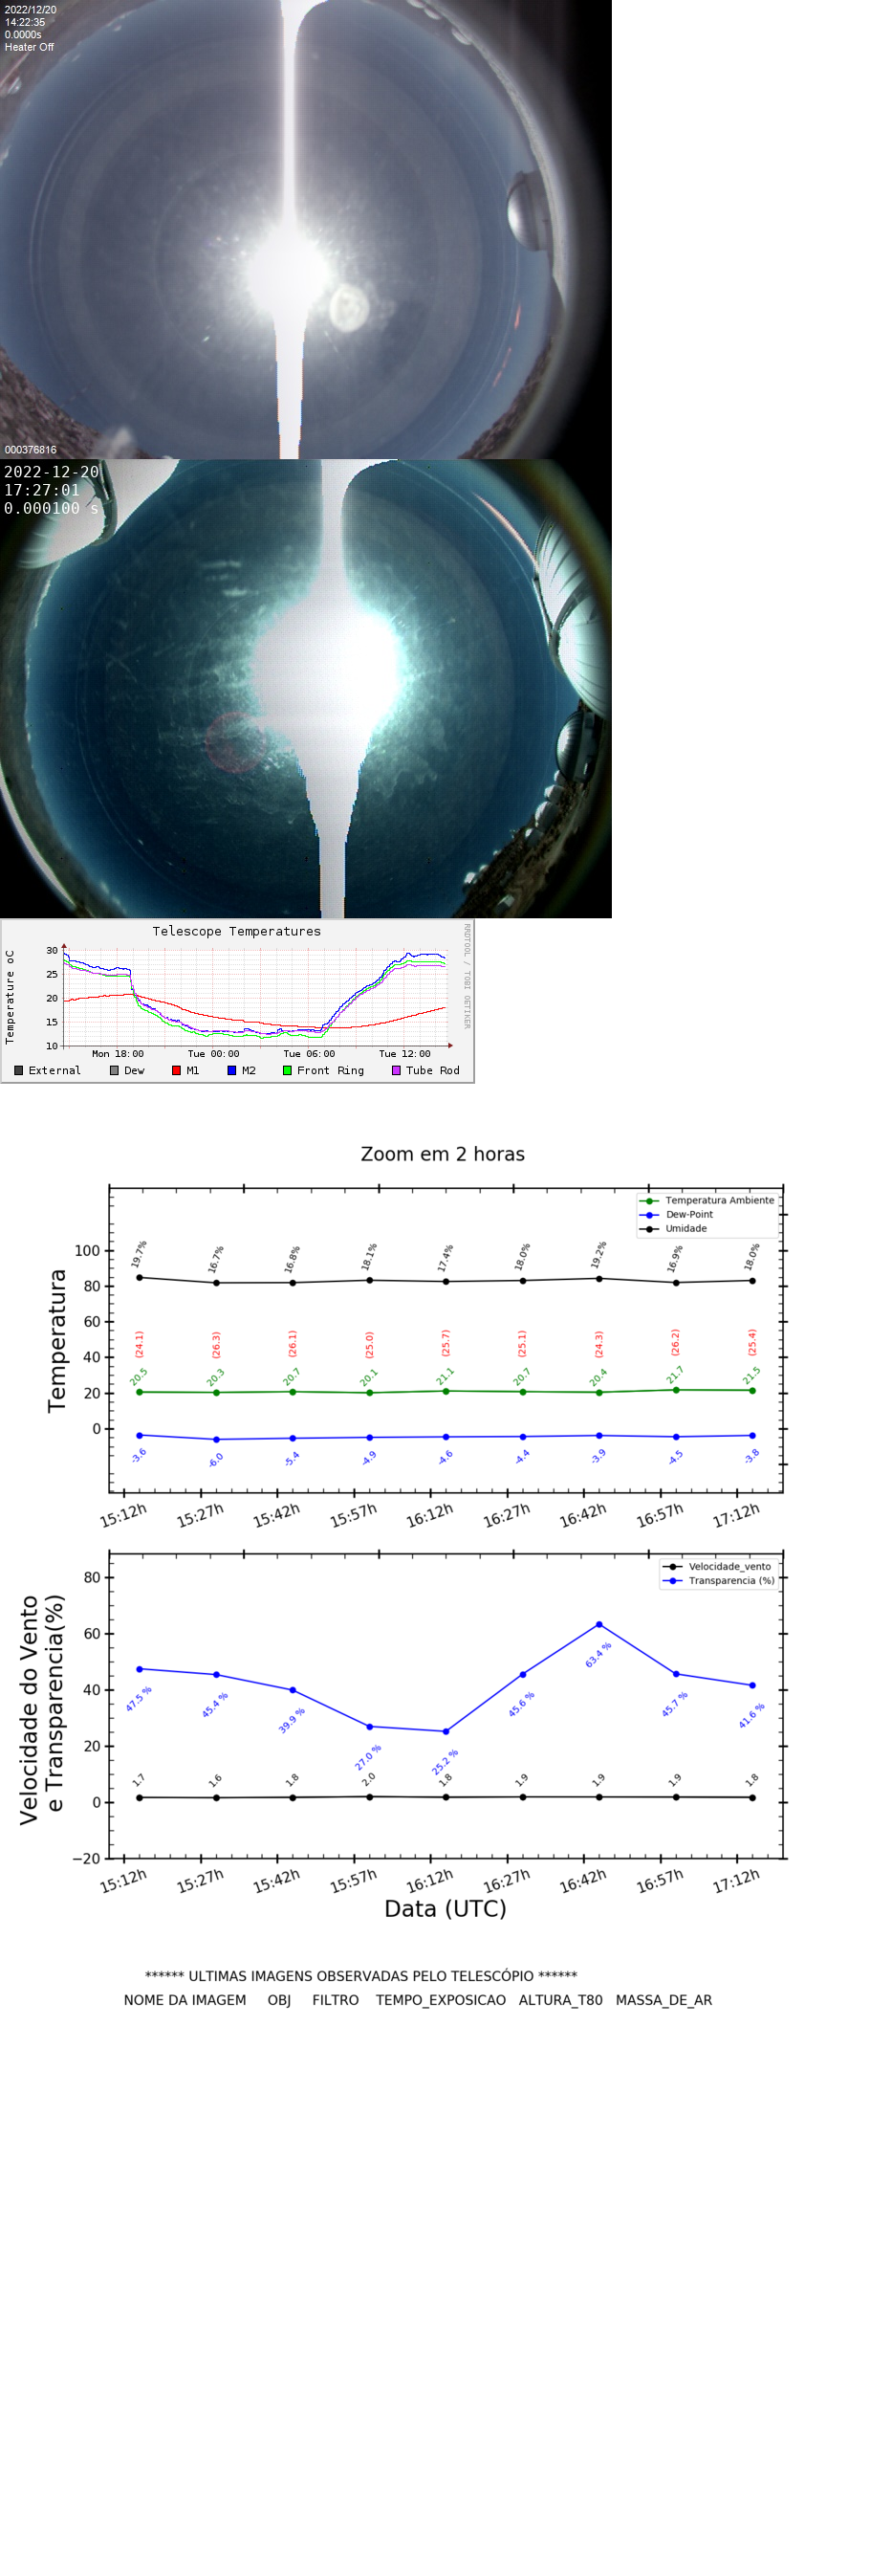 2022/12/20
14:22:35
0.0000s
Heater Off
000376816
2022-12-20
17:27:01
0.000100 s
Telescope Temperatures
RRDTOOL / TOBI OETIKER
Temperature oC
30
25
20
15
10
Mon 18:00 Tue 00:00 Tue 06:00 Tue 12:00
External Dew M1 M2 Front Ring Tube Rod
Zoom em 2 horas
Temperatura Ambiente
Dew-Point
Umidade
Temperatura
100
80
60
40
20
0
19.7% 16.7% 16.8% 18.1% 17.4% 18.0% 19.2% 16.9% 18.0%
(24.1) (26.3) (26.1) (25.0) (25.7) (25.1) (24.3) (26.2) (25.4)
20.5 20.3 20.7 20.1 21.1 20.7 20.4 21.7 21.5
-3.6 -6.0 -5.4 -4.9 -4.6 -4.4 -3.9 -4.5 -3.8
15:12h 15:27h 15:42h 15:57h 16:12h 16:27h 16:42h 16:57h 17:12h
Velocidade_vento
Transparencia (%)
Velocidade do Vento
e Transparencia(%)
80
60
40
20
0
−20
47.5 % 45.4 % 39.9 % 27.0 % 25.2 % 45.6 % 63.4 % 45.7 % 41.6 %
1.7 1.6 1.8 2.0 1.8 1.9 1.9 1.9 1.8
15:12h 15:27h 15:42h 15:57h 16:12h 16:27h 16:42h 16:57h 17:12h
Data (UTC)
****** ULTIMAS IMAGENS OBSERVADAS PELO TELESCÓPIO ******
NOME DA IMAGEM OBJ FILTRO TEMPO_EXPOSICAO ALTURA_T80 MASSA_DE_AR